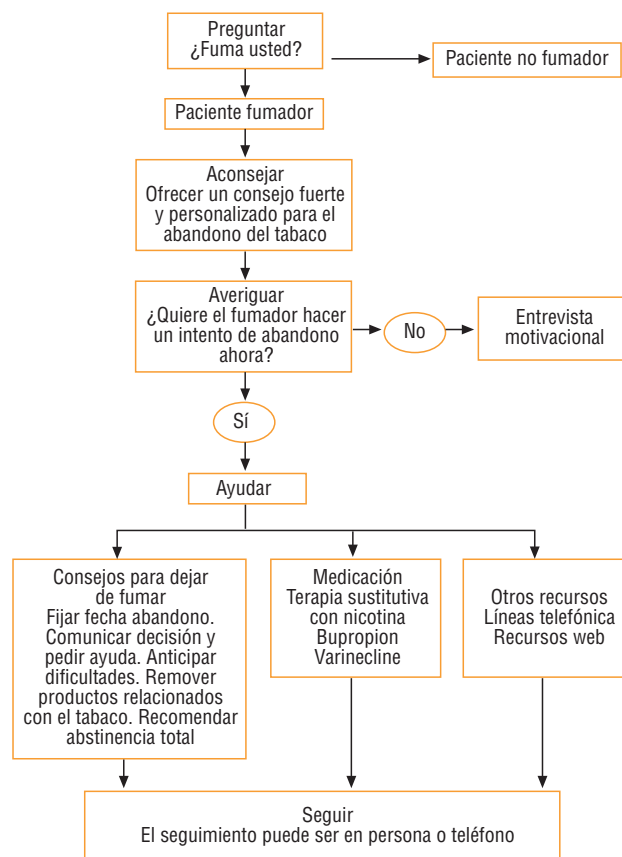 Preguntar
¿Fuma usted?
Paciente no fumador
Paciente fumador
Aconsejar
Ofrecer un consejo fuerte
y personalizado para el
abandono del tabaco
Averiguar
¿Quiere el fumador hacer
un intento de abandono
ahora?
No
Entrevista
motivacional
Sí
Ayudar
Consejos para dejar
de fumar
Fijar fecha abandono.
Comunicar decisión y
pedir ayuda. Anticipar
dificultades. Remover
productos relacionados
con el tabaco. Recomendar
abstinencia total
Medicación
Terapia sustitutiva
con nicotina
Bupropion
Varinecline
Otros recursos
Líneas telefónica
Recursos web
Seguir
El seguimiento puede ser en persona o teléfono